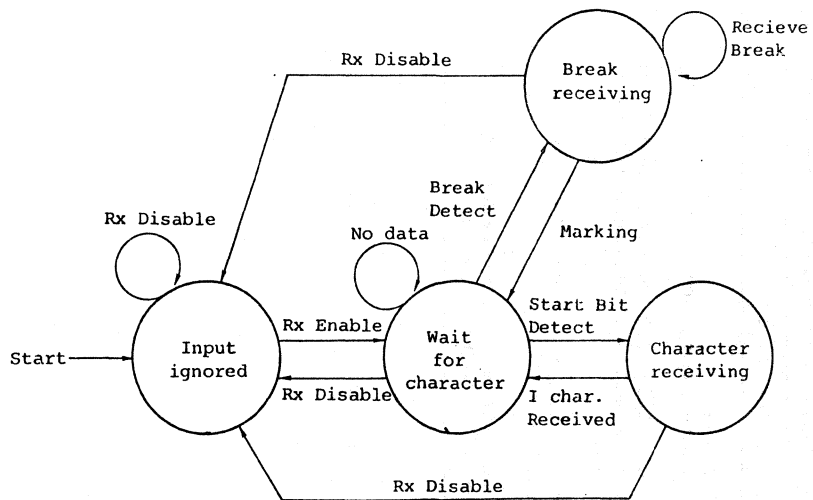 Recieve
Break
Rx Disable
Break
receiving
Break
Detect
Marking
Rx Disable
No data
Start
Input
ignored
Rx Enable
Rx Disable
Wait
for
character
Start Bit
Detect
I char.
Received
Character
receiving
Rx Disable